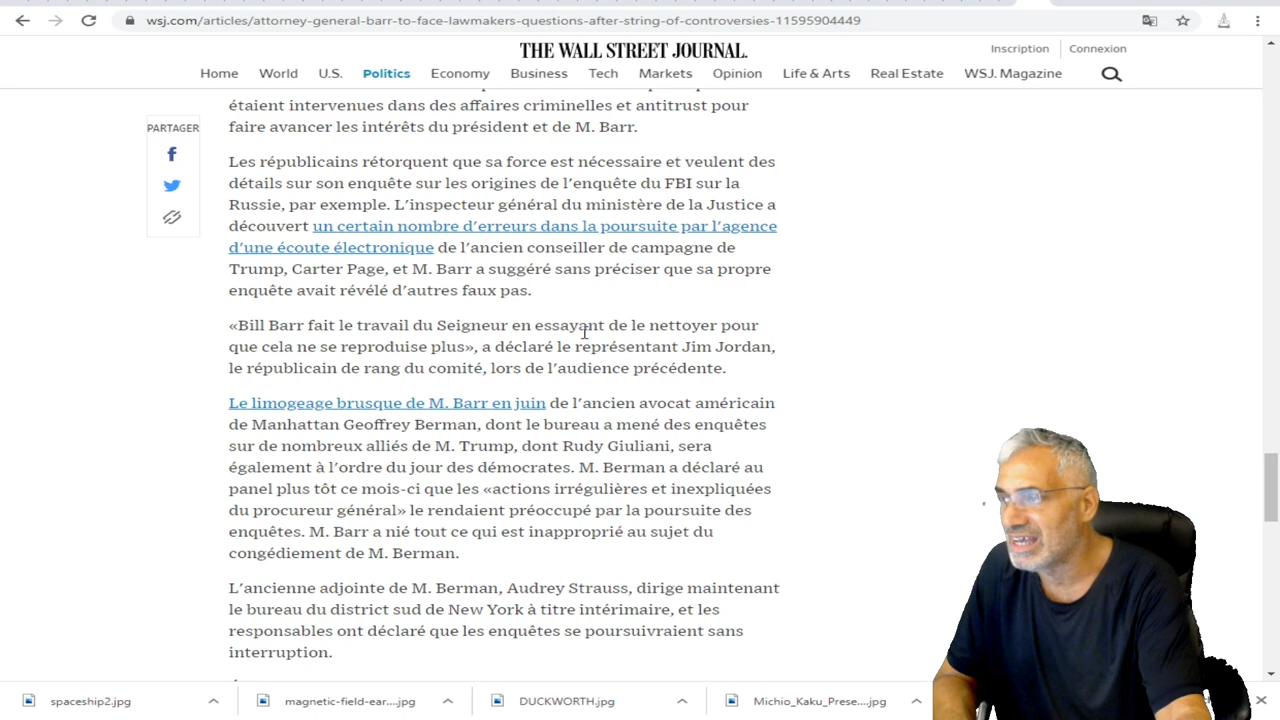 wsj.com/articles/attorney-general-barr-to-face-lawmakers-questions-after-string-of-controversies-11595904449
THE WALL STREET JOURNAL.
Inscription Connexion
Home World U.S. Politics Economy Business Tech Markets Opinion Life & Arts Real Estate WSJ. Magazine
PARTAGER
étaient intervenues dans des affaires criminelles et antitrust pour
faire avancer les intérêts du président et de M. Barr.
Les républicains rétorquent que sa force est nécessaire et veulent des
détails sur son enquête sur les origines de l'enquête du FBI sur la
Russie, par exemple. L'inspecteur général du ministère de la Justice a
découvert un certain nombre d'erreurs dans la poursuite par l'agence
d'une écoute électronique de l'ancien conseiller de campagne de
Trump, Carter Page, et M. Barr a suggéré sans préciser que sa propre
enquête avait révélé d'autres faux pas.
«Bill Barr fait le travail du Seigneur en essayant de le nettoyer pour
que cela ne se reproduise plus», a déclaré le représentant Jim Jordan,
le républicain de rang du comité, lors de l'audience précédente.
Le limogeage brusque de M. Barr en juin de l'ancien avocat américain
de Manhattan Geoffrey Berman, dont le bureau a mené des enquêtes
sur de nombreux alliés de M. Trump, dont Rudy Giuliani, sera
également à l'ordre du jour des démocrates. M. Berman a déclaré au
panel plus tôt ce mois-ci que les «actions irrégulières et inexpliquées
du procureur général» le rendaient préoccupé par la poursuite des
enquêtes. M. Barr a nié tout ce qui est inapproprié au sujet du
congédiement de M. Berman.
L'ancienne adjointe de M. Berman, Audrey Strauss, dirige maintenant
le bureau du district sud de New York à titre intérimaire, et les
responsables ont déclaré que les enquêtes se poursuivraient sans
interruption.
spaceship2.jpg magnetic-field-ear....jpg DUCKWORTH.jpg Michio_Kaku_Prese....jpg